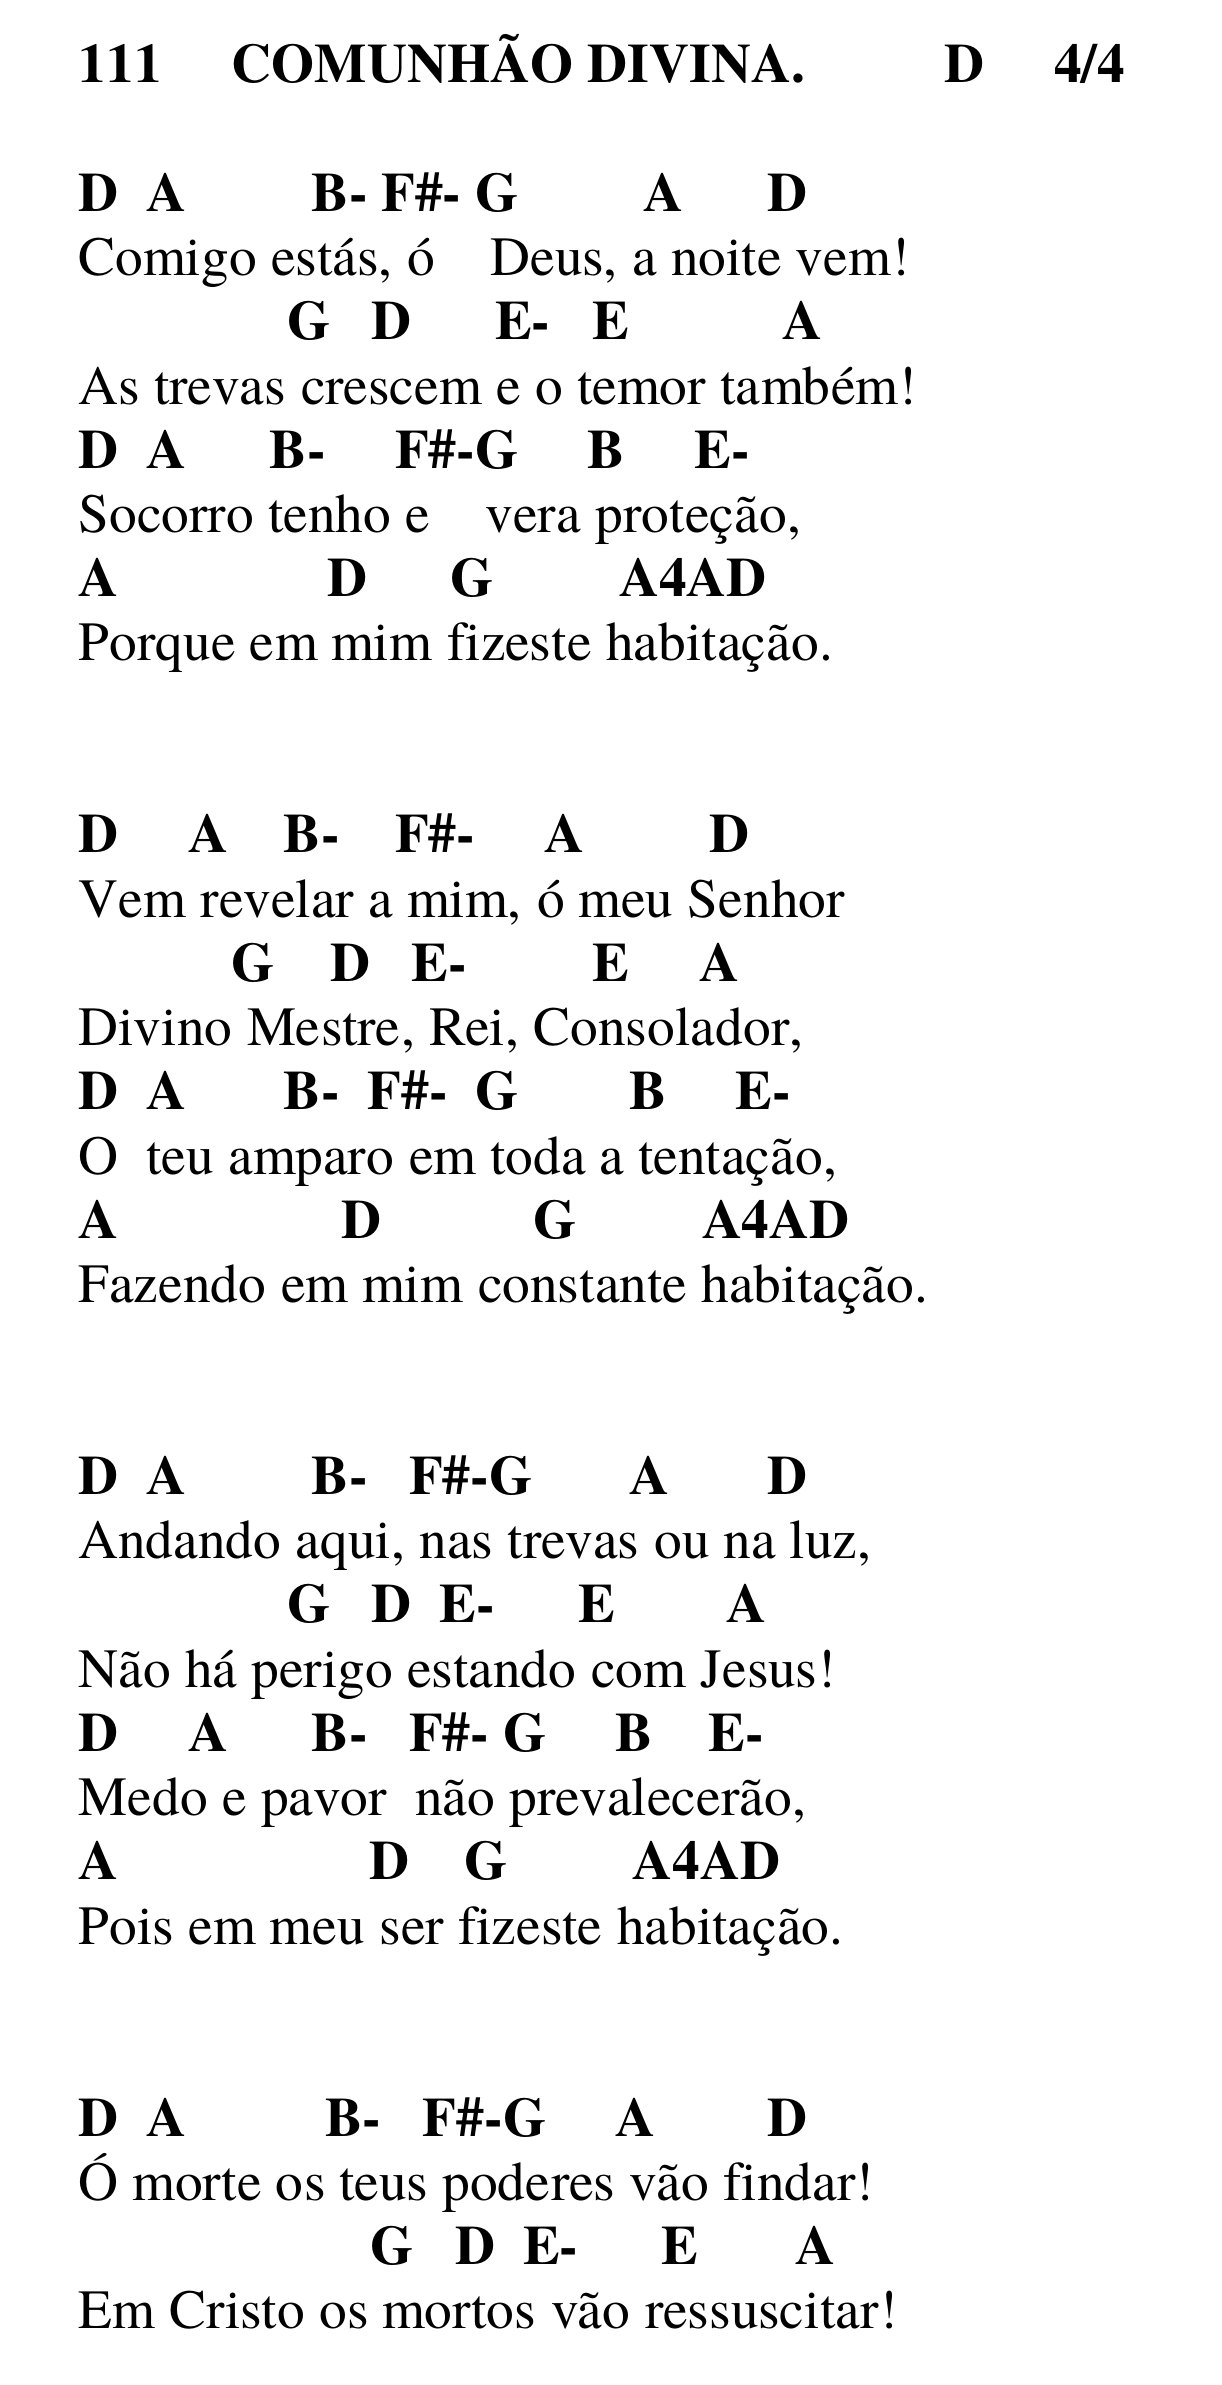 111 COMUNHÃO DIVINA. D 4/4
D A B- F#- G A D
Comigo estás, ó Deus, a noite vem!
G D E- E A
As trevas crescem e o temor também!
D A B- F#-G B E-
Socorro tenho e vera proteção,
A D G A4AD
Porque em mim fizeste habitação.
D A B- F#- A D
Vem revelar a mim, ó meu Senhor
G D E- E A
Divino Mestre, Rei, Consolador,
D A B- F#- G B E-
O teu amparo em toda a tentação,
A D G A4AD
Fazendo em mim constante habitação.
D A B- F#-G A D
Andando aqui, nas trevas ou na luz,
G D E- E A
Não há perigo estando com Jesus!
D A B- F#- G B E-
Medo e pavor não prevalecerão,
A D G A4AD
Pois em meu ser fizeste habitação.
D A B- F#-G A D
Ó morte os teus poderes vão findar!
G D E- E A
Em Cristo os mortos vão ressuscitar!